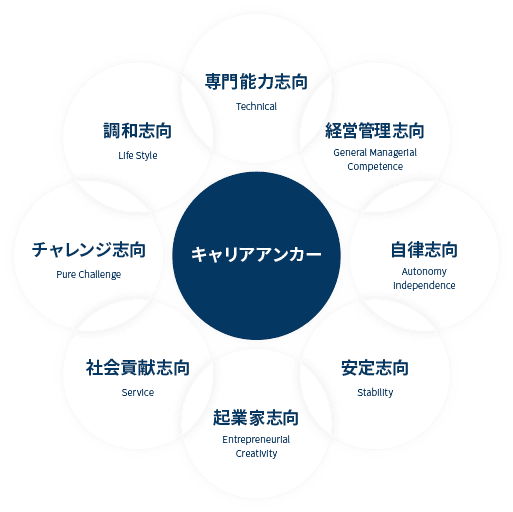 専門能力志向
Technical
経営管理志向
General Managerial
Competence
自律志向
Autonomy
Independence
安定志向
Stability
起業家志向
Entrepreneurial
Creativity
社会貢献志向
Service
チャレンジ志向
Pure Challenge
調和志向
Life Style
キャリアアンカー